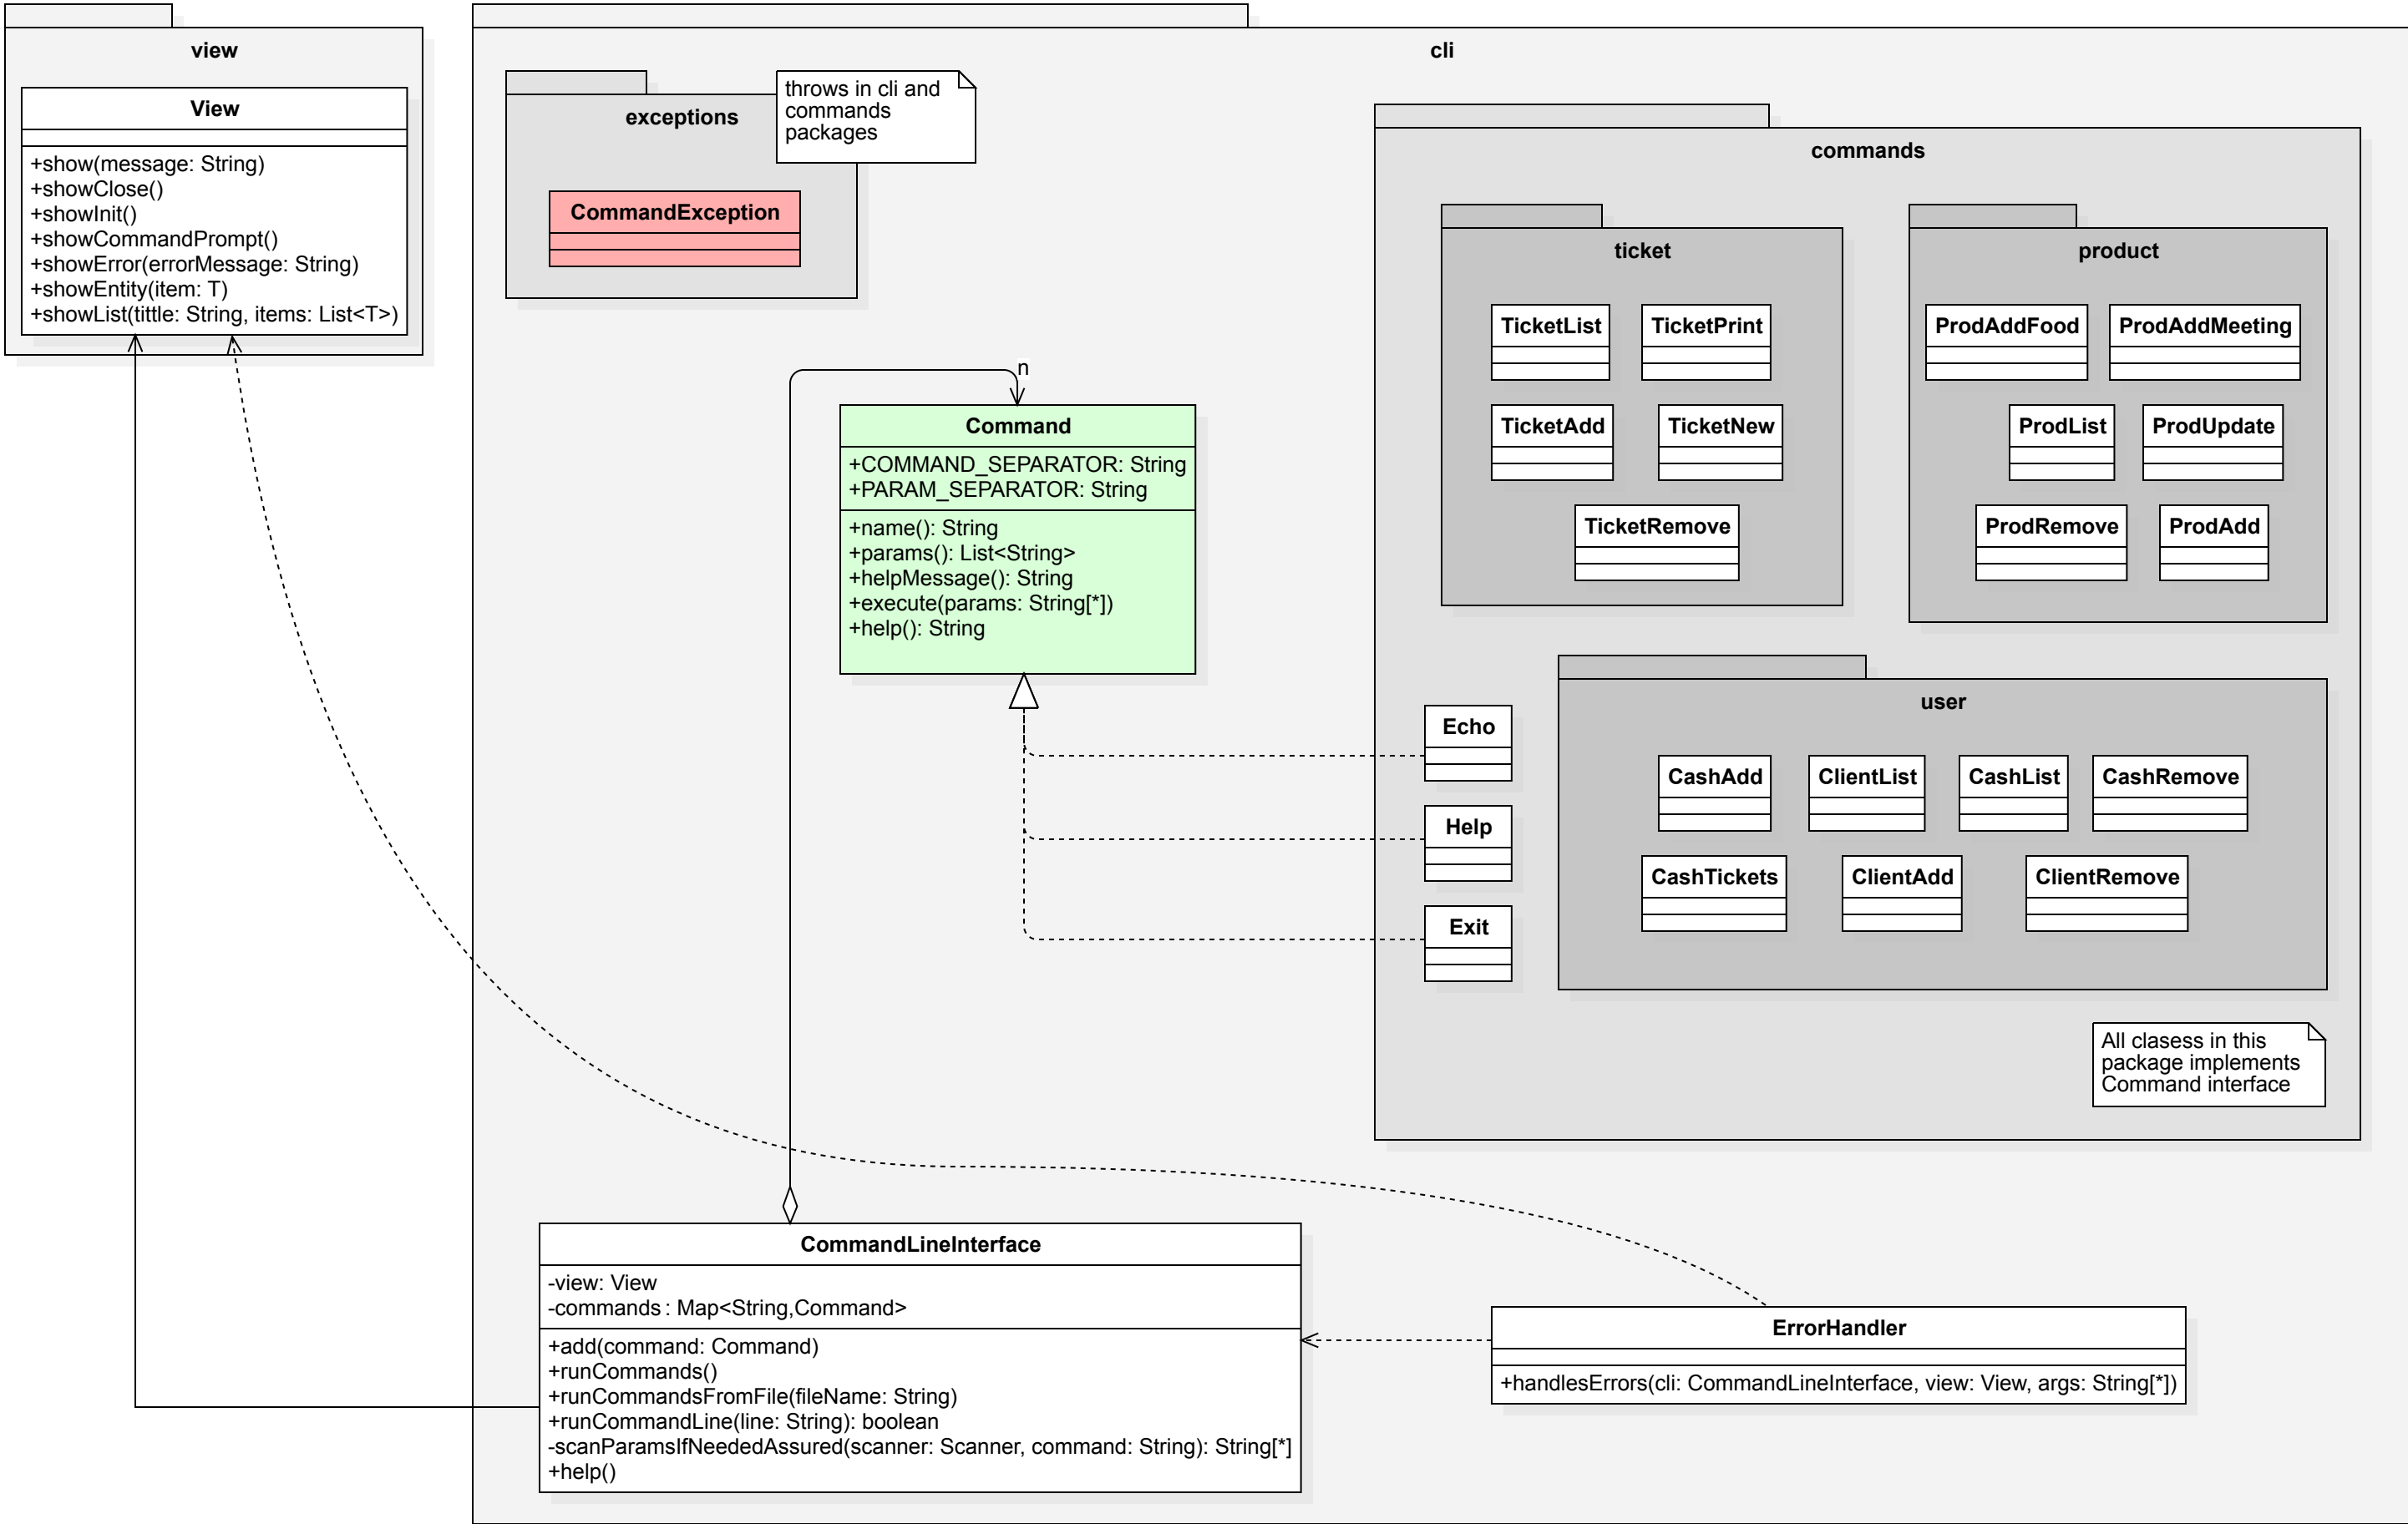 view
View
+show(message: String)
+showClose()
+showInit()
+showCommandPrompt()
+showError(errorMessage: String)
+showEntity(item: T)
+showList(tittle: String, items: List<T>)
cli
exceptions
throws in cli and
commands
packages
CommandException
n
Command
+COMMAND_SEPARATOR: String
+PARAM_SEPARATOR: String
+name(): String
+params(): List<String>
+helpMessage(): String
+execute(params: String[*])
+help(): String
commands
ticket
TicketList
TicketPrint
TicketAdd
TicketNew
TicketRemove
product
ProdAddFood
ProdAddMeeting
ProdList
ProdUpdate
ProdRemove
ProdAdd
Echo
Help
Exit
user
CashAdd
ClientList
CashList
CashRemove
CashTickets
ClientAdd
ClientRemove
All clasess in this
package implements
Command interface
CommandLineInterface
-view: View
-commands : Map<String,Command>
+add(command: Command)
+runCommands()
+runCommandsFromFile(fileName: String)
+runCommandLine(line: String): boolean
-scanParamsIfNeededAssured(scanner: Scanner, command: String): String[*]
+help()
ErrorHandler
+handlesErrors(cli: CommandLineInterface, view: View, args: String[*])